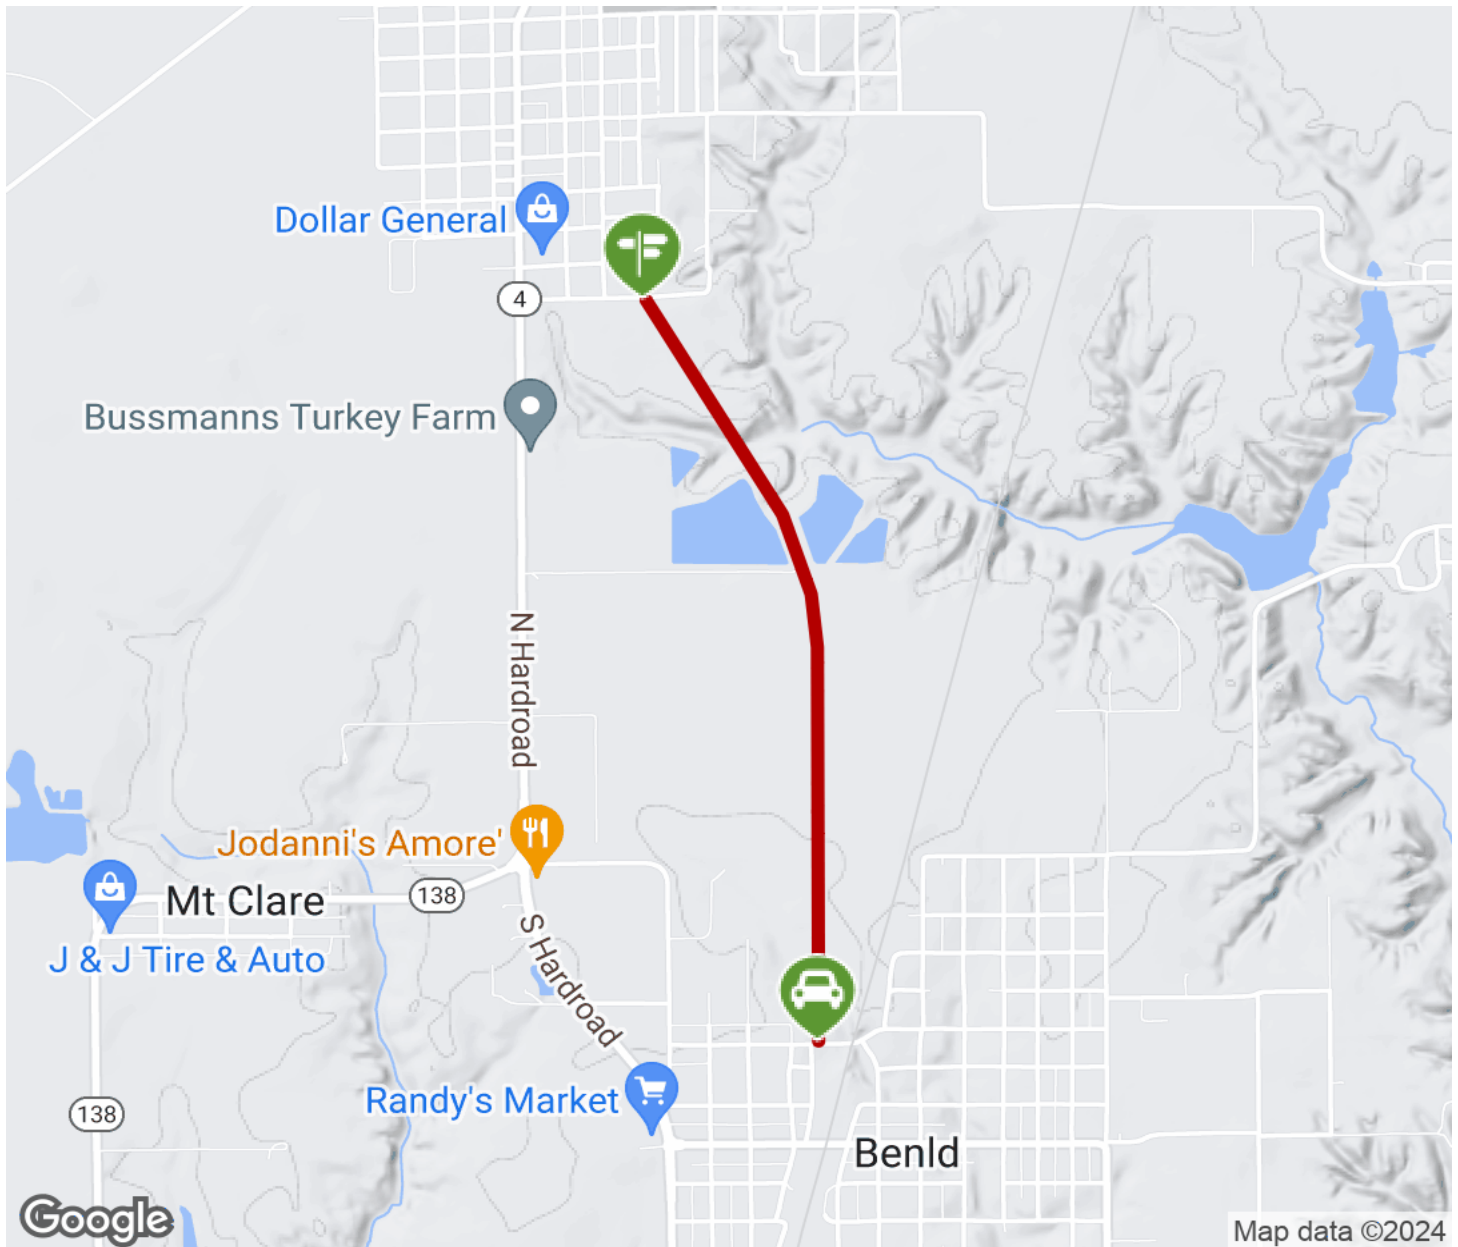 Dollar General
4
Bussmanns Turkey Farm
N Hardroad
Jodanni's Amore'
138
Mt Clare
J & J Tire & Auto
S Hardroad
138
Randy's Market
Benld
Google
Map data ©2024